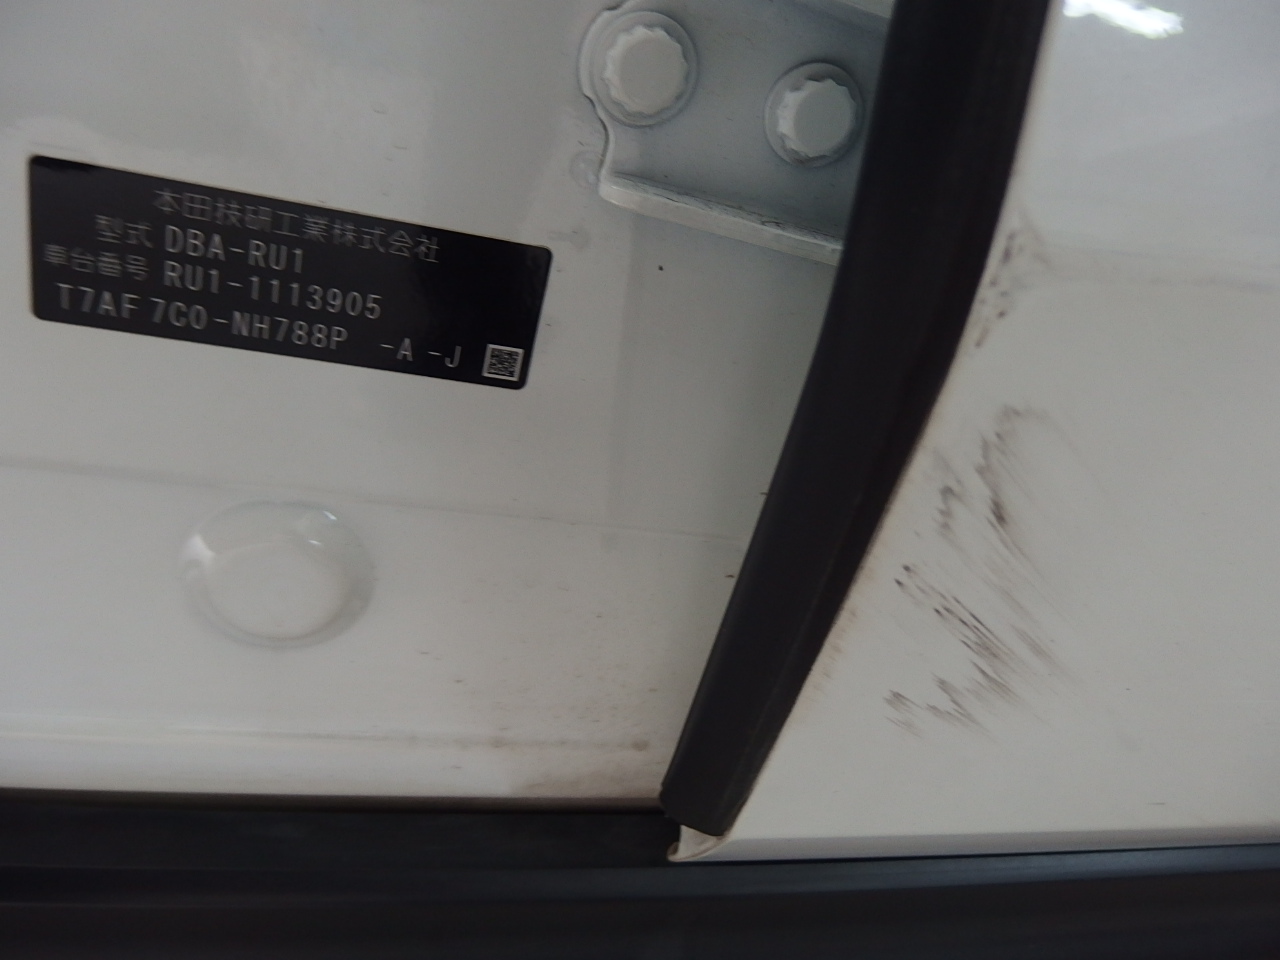 本田技研工業株式会社
型式 DBA-RU1
車台番号 RU1-1113905
T7AF 7C0-NH788P -A -J